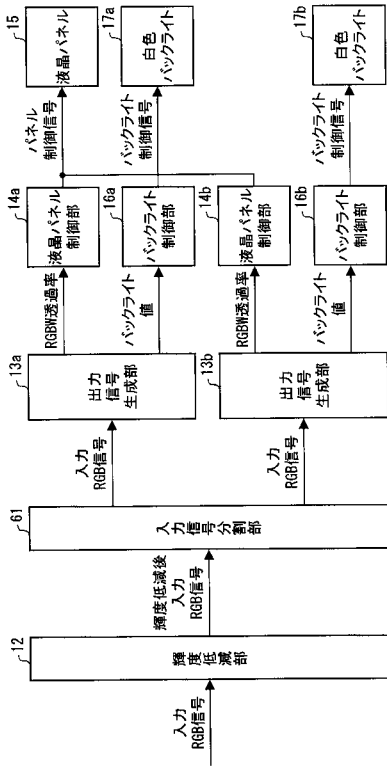 入力
RGB信号
12
輝度低減部
輝度低減後
入力
RGB信号
61
入力信号分割部
入力
RGB信号
13a
出力
信号
生成部
RGBW透過率
14a
液晶パネル
制御部
パネル
制御信号
15
液晶パネル
バックライト
値
16a
バックライト
制御部
バックライト
制御信号
17a
白色
バックライト
入力
RGB信号
13b
出力
信号
生成部
RGBW透過率
14b
液晶パネル
制御部
バックライト
値
16b
バックライト
制御部
バックライト
制御信号
17b
白色
バックライト